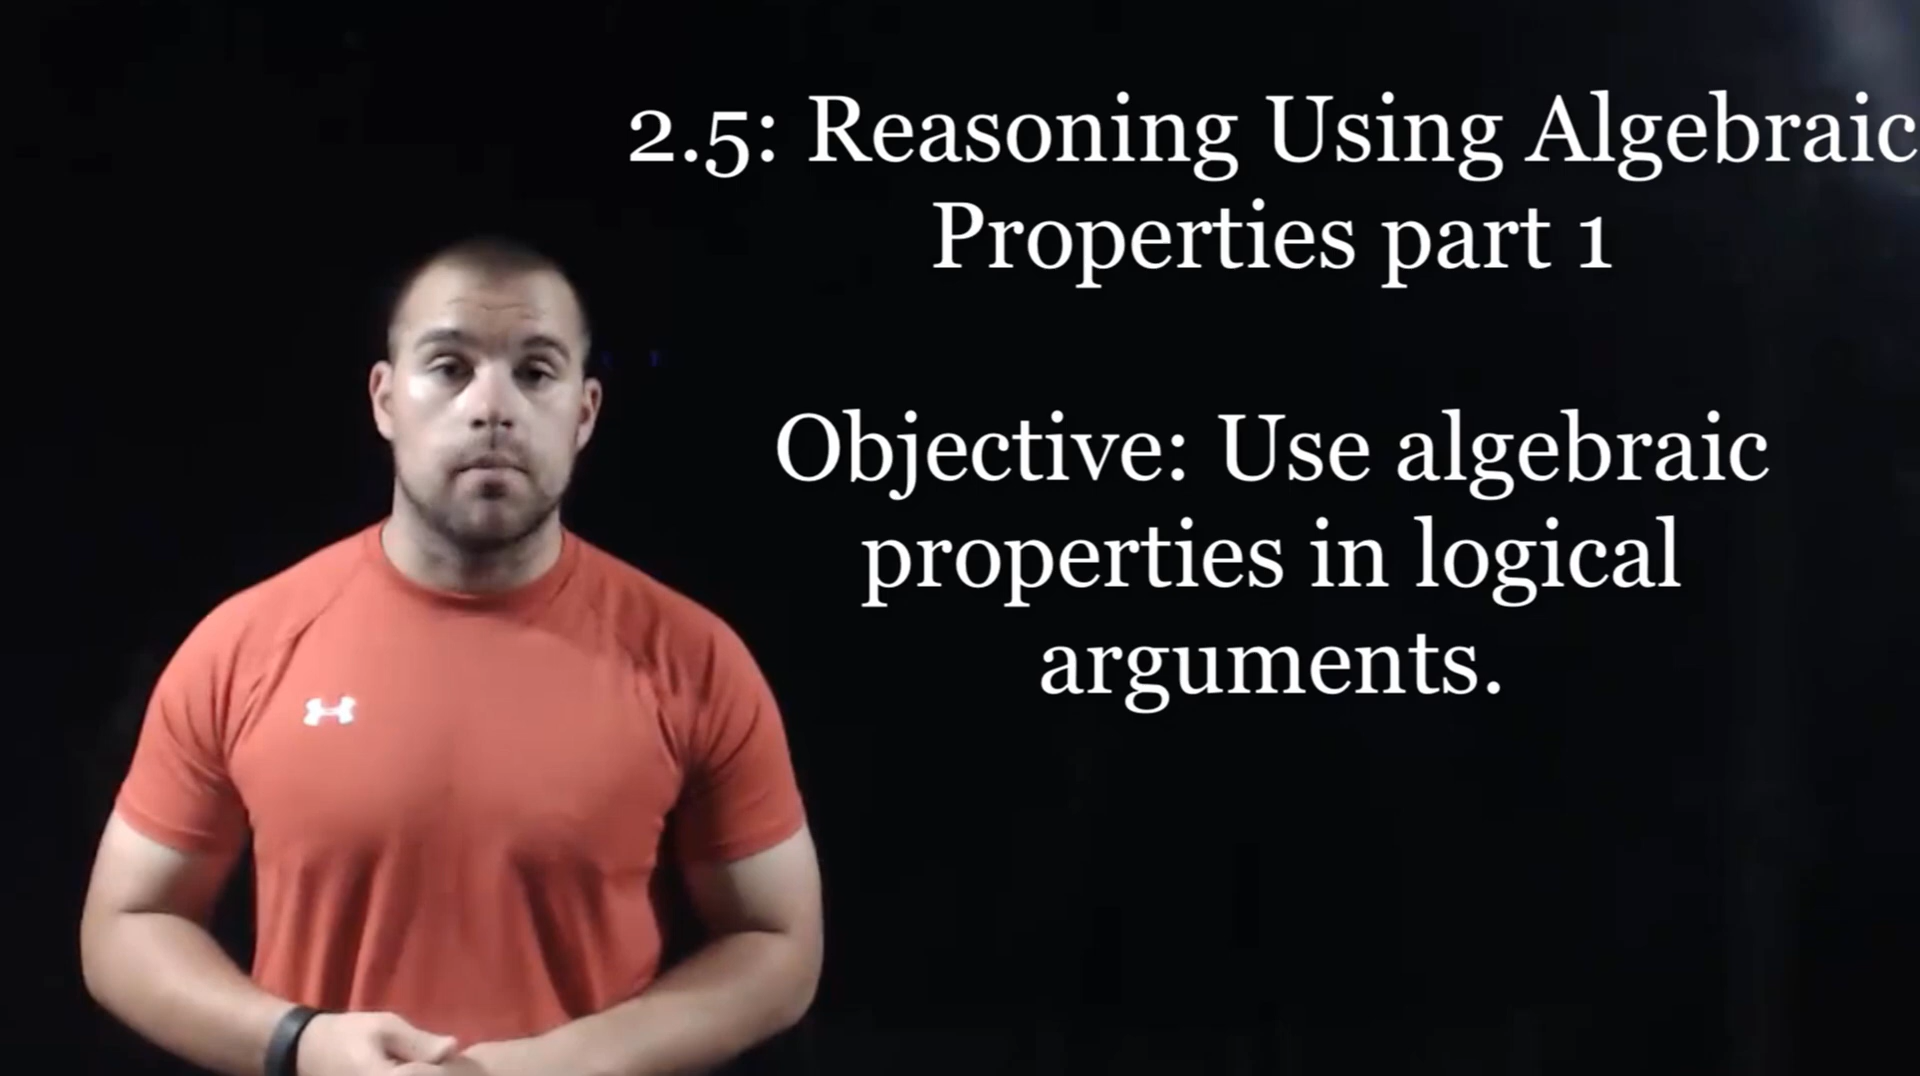 2.5: Reasoning Using Algebraic
Properties part 1
Objective: Use algebraic
properties in logical
arguments.